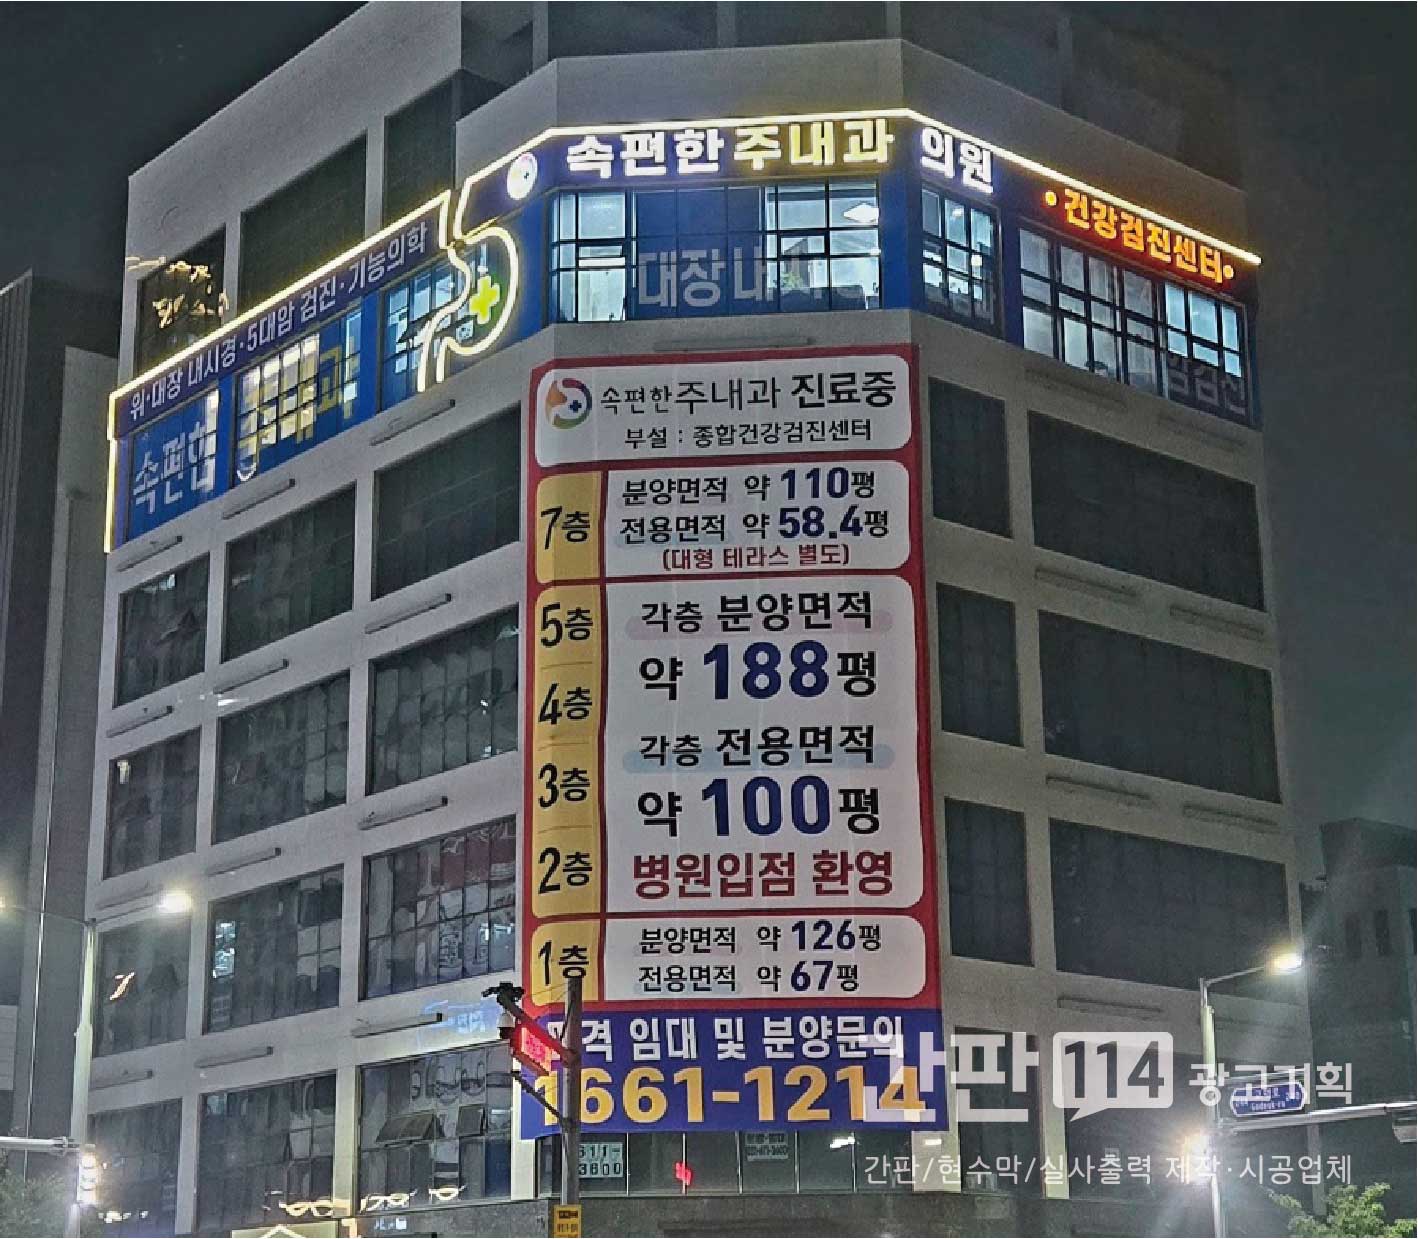 속편한주내과 의원
• 건강검진센터 •
위·대장 내시경·5대암 검진·기능의학
속편한
대장내시
속편한주내과 진료중
부설 : 종합건강검진센터
7층
분양면적 약 110평
전용면적 약 58.4평
(대형 테라스 별도)
5층
4층
3층
2층
각층 분양면적
약 188평
각층 전용면적
약 100평
병원입점 환영
1층
분양면적 약 126평
전용면적 약 67평
격 임대 및 분양문의
1661-1214
간판 114 광고기획
간판/현수막/실사출력 제작·시공업체
3600